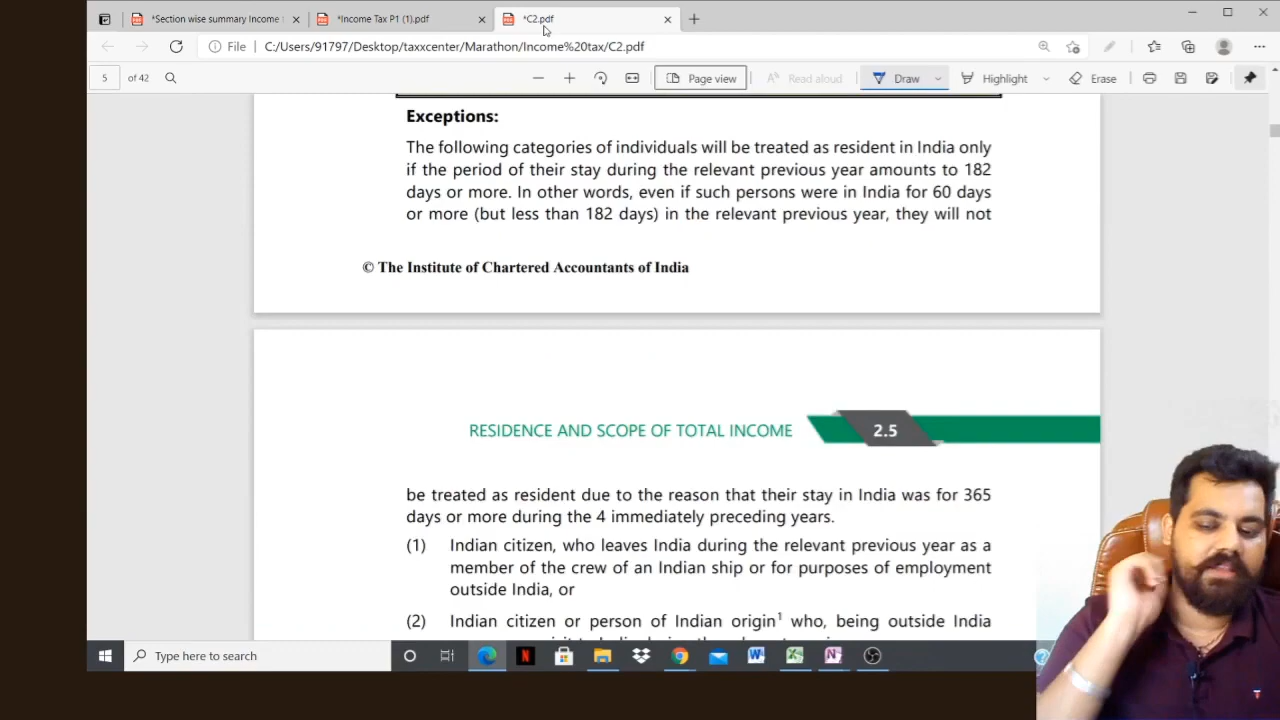 *Section wise summary Income
*Income Tax P1 (1).pdf
*C2.pdf
File
C:/Users/91797/Desktop/taxxcenter/Marathon/Income%20tax/C2.pdf
5 of 42
Page view
Read aloud
Draw
Highlight
Erase
Exceptions:
The following categories of individuals will be treated as resident in India only
if the period of their stay during the relevant previous year amounts to 182
days or more. In other words, even if such persons were in India for 60 days
or more (but less than 182 days) in the relevant previous year, they will not
© The Institute of Chartered Accountants of India
RESIDENCE AND SCOPE OF TOTAL INCOME 2.5
be treated as resident due to the reason that their stay in India was for 365
days or more during the 4 immediately preceding years.
(1) Indian citizen, who leaves India during the relevant previous year as a
member of the crew of an Indian ship or for purposes of employment
outside India, or
(2) Indian citizen or person of Indian origin1 who, being outside India
Type here to search